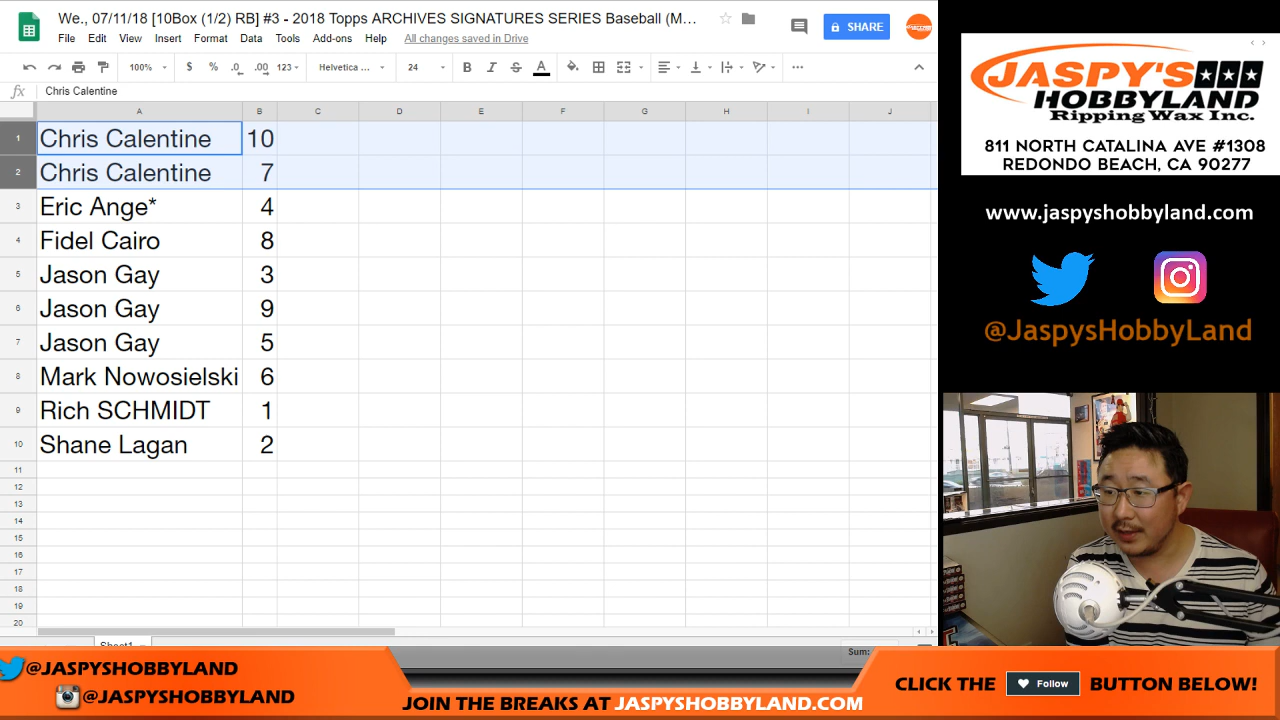 We., 07/11/18 [10Box (1/2) RB] #3 - 2018 Topps ARCHIVES SIGNATURES SERIES Baseball (M...
File Edit View Insert Format Data Tools Add-ons Help All changes saved in Drive
SHARE
100% $ % .0 .00 123 Helvetica ... 24 B I S A
fx Chris Calentine
A B C D E F G H I J
1 Chris Calentine 10
2 Chris Calentine 7
3 Eric Ange* 4
4 Fidel Cairo 8
5 Jason Gay 3
6 Jason Gay 9
7 Jason Gay 5
8 Mark Nowosielski 6
9 Rich SCHMIDT 1
10 Shane Lagan 2
11
12
13
14
15
16
17
18
19
20
Sheet1
Sum:
JASPY'S
HOBBYLAND
Ripping Wax Inc.
811 NORTH CATALINA AVE #1308
REDONDO BEACH, CA 90277
www.jaspyshobbyland.com
@JaspysHobbyLand
@JASPYSHOBBYLAND
@JASPYSHOBBYLAND
JOIN THE BREAKS AT JASPYSHOBBYLAND.COM
CLICK THE Follow BUTTON BELOW!